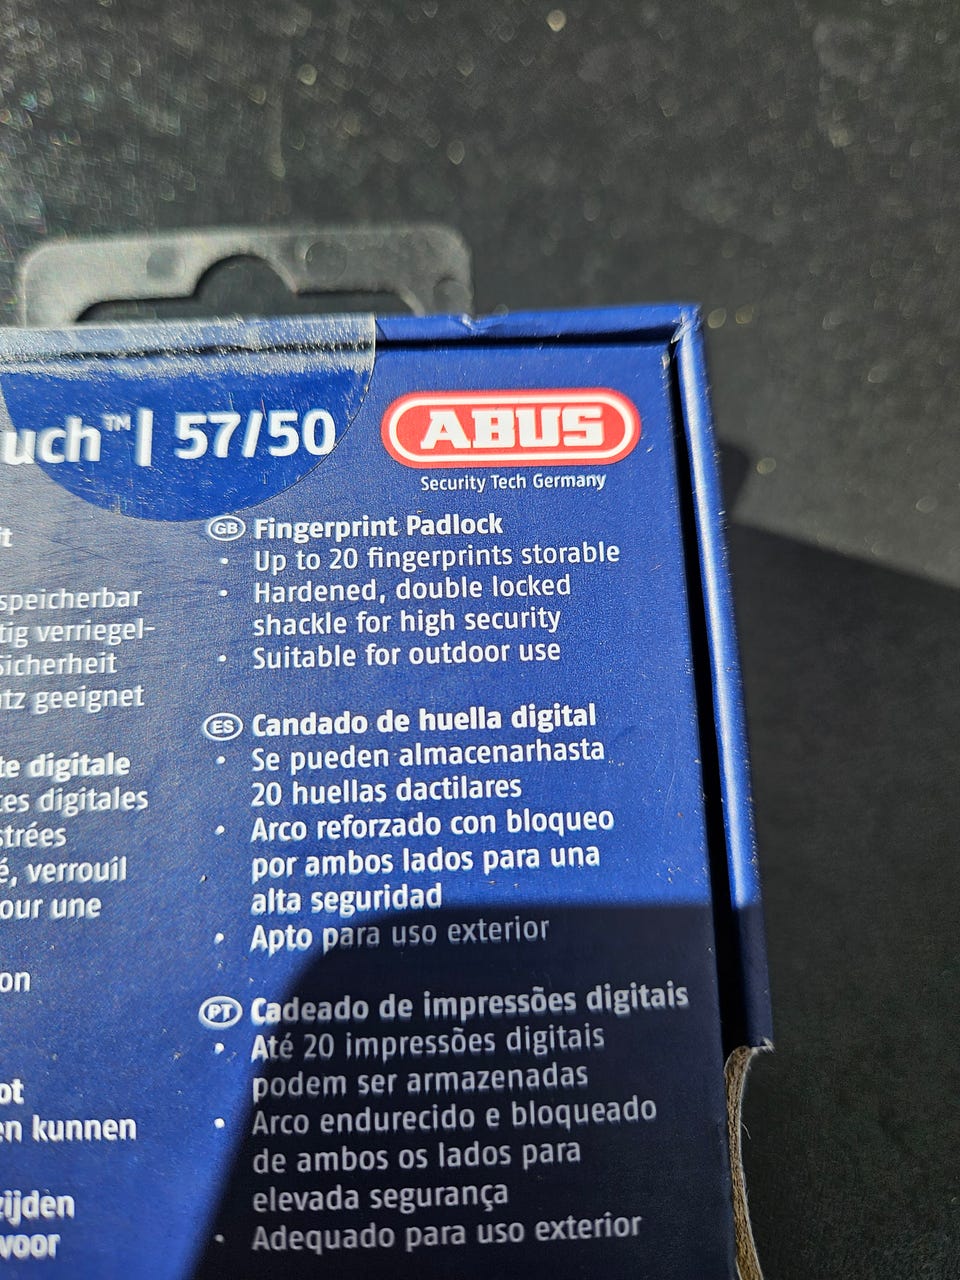 uch™ | 57/50
ABUS
Security Tech Germany
t
speicherbar
tig verriegel-
Sicherheit
tz geeignet
te digitale
tes digitales
strées
é, verrouil
our une
on
ot
en kunnen
zijden
voor
GB Fingerprint Padlock
• Up to 20 fingerprints storable
• Hardened, double locked
shackle for high security
• Suitable for outdoor use
ES Candado de huella digital
• Se pueden almacenarhasta
20 huellas dactilares
• Arco reforzado con bloqueo
por ambos lados para una
alta seguridad
• Apto para uso exterior
PT Cadeado de impressões digitais
• Até 20 impressões digitais
podem ser armazenadas
• Arco endurecido e bloqueado
de ambos os lados para
elevada segurança
• Adequado para uso exterior